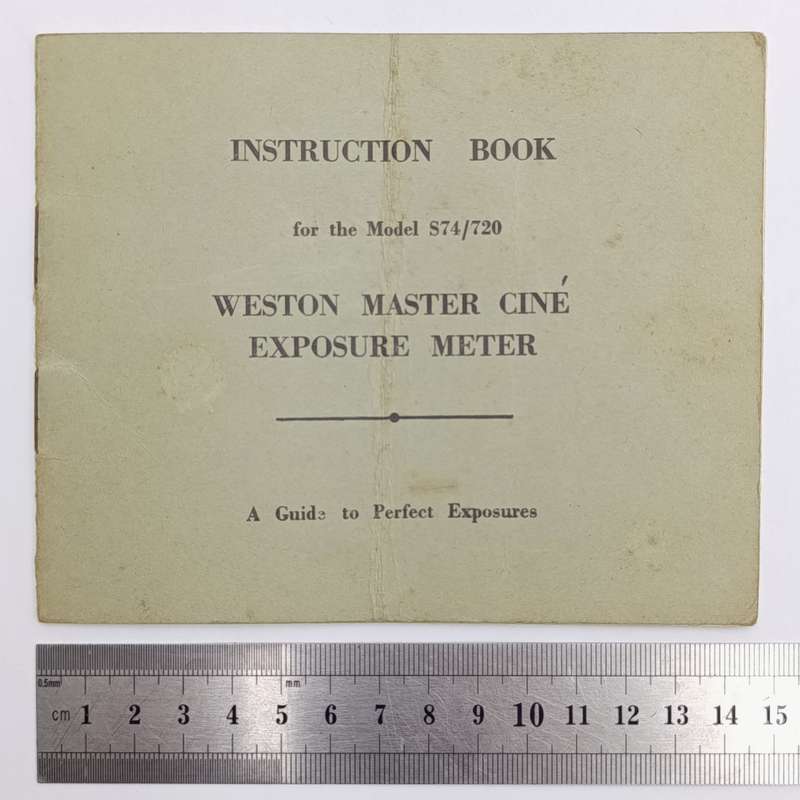 INSTRUCTION BOOK
for the Model S74/720
WESTON MASTER CINÉ
EXPOSURE METER
A Guide to Perfect Exposures
0.5mm mm
cm 1 2 3 4 5 6 7 8 9 10 11 12 13 14 15